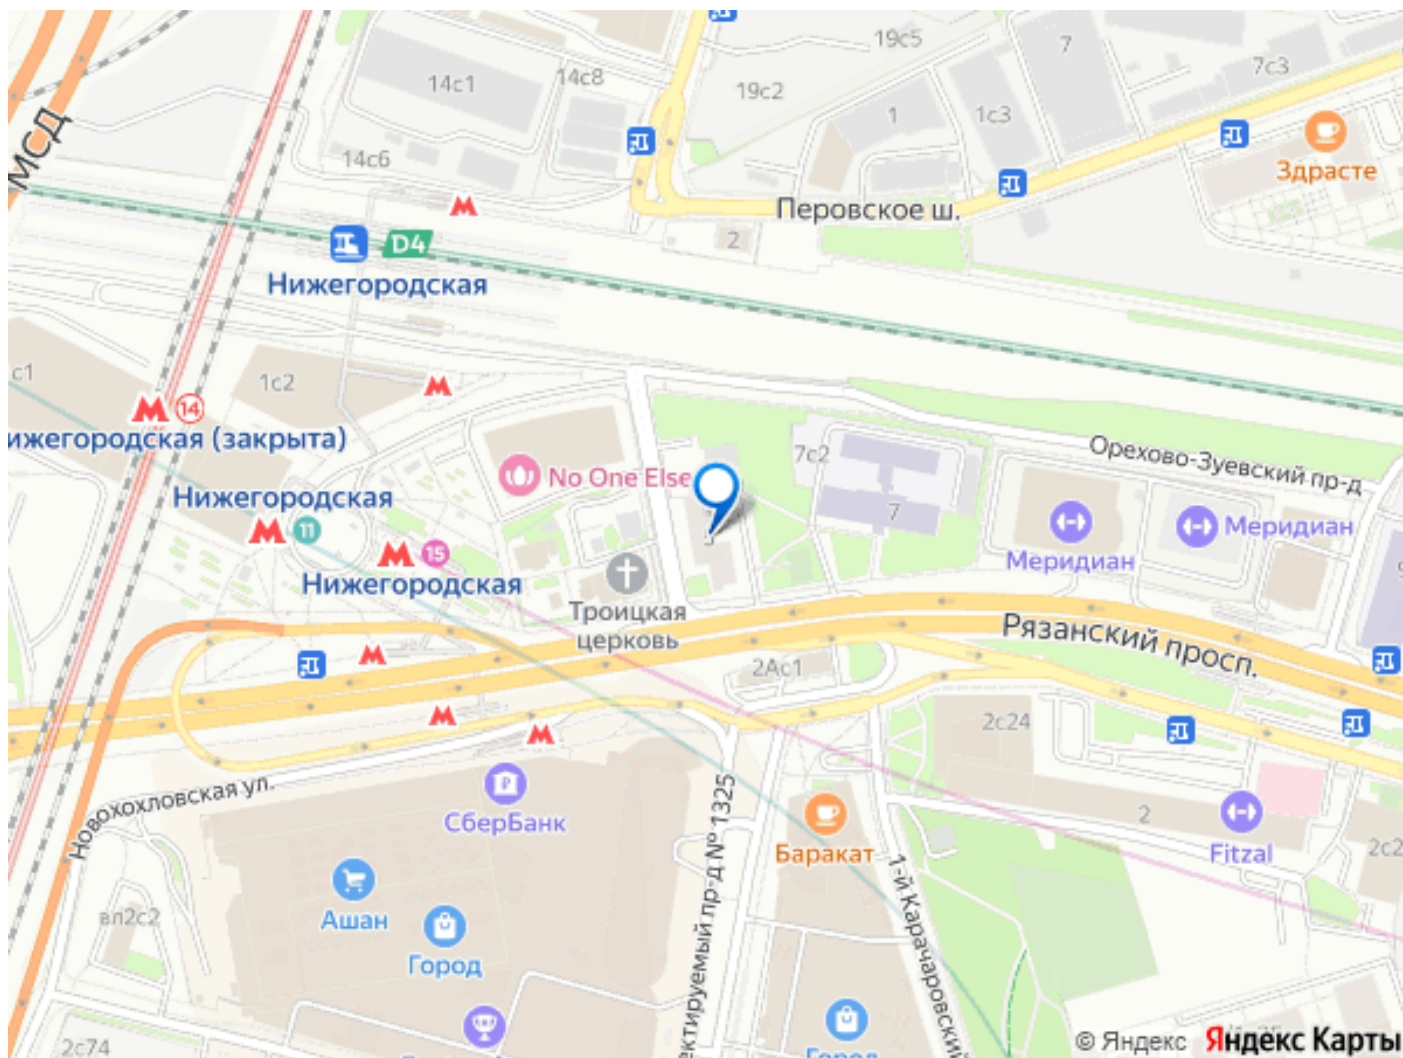 19с5
7
7с3
14с1
14с8
19с2
1
1с3
МСД
14с6
Здрасте
Перовское ш.
2
D4
Нижегородская
с1
1с2
14
ижегородская (закрыта)
Орехово-Зуевский пр-д
7с2
No One Else
Нижегородская
7
11
Меридиан
Меридиан
15
Нижегородская
Троицкая
церковь
Рязанский просп.
2Ас1
2с24
Новохохловская ул.
СберБанк
ектируемый пр-д № 1325
2
Баракат
Fitzal
2с2
1-й Карачаровский
Ашан
вл2с2
Город
Город
2с74
© Яндекс Яндекс Карты